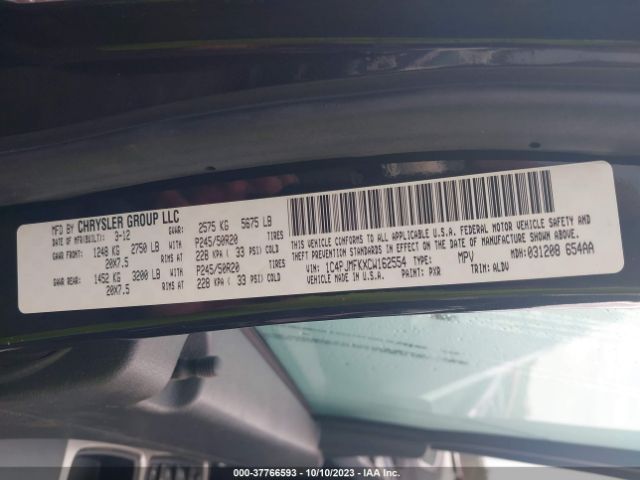 MFD BY CHRYSLER GROUP LLC
DATE OF MFR(BUILT): 3-12 GVWR: 2575 KG 5675 LB
GAWR FRONT: 1248 KG 2750 LB WITH P245/50R20 TIRES
20X7.5 RIMS AT 228 KPA ( 33 PSI) COLD
GAWR REAR: 1452 KG 3200 LB WITH P245/50R20 TIRES
20X7.5 RIMS AT 228 KPA ( 33 PSI) COLD
THIS VEHICLE CONFORMS TO ALL APPLICABLE U.S.A. FEDERAL MOTOR VEHICLE SAFETY, BUMPER AND
THEFT PREVENTION STANDARDS IN EFFECT ON THE DATE OF MANUFACTURE SHOWN ABOVE.
VIN: 1C4PJMFKXCW162554 TYPE: MPV MDH: 031208 654AA
VEHICLE MADE IN U.S.A. PAINT: PXR TRIM: ALDV
000-37766593 - 10/10/2023 - IAA Inc.